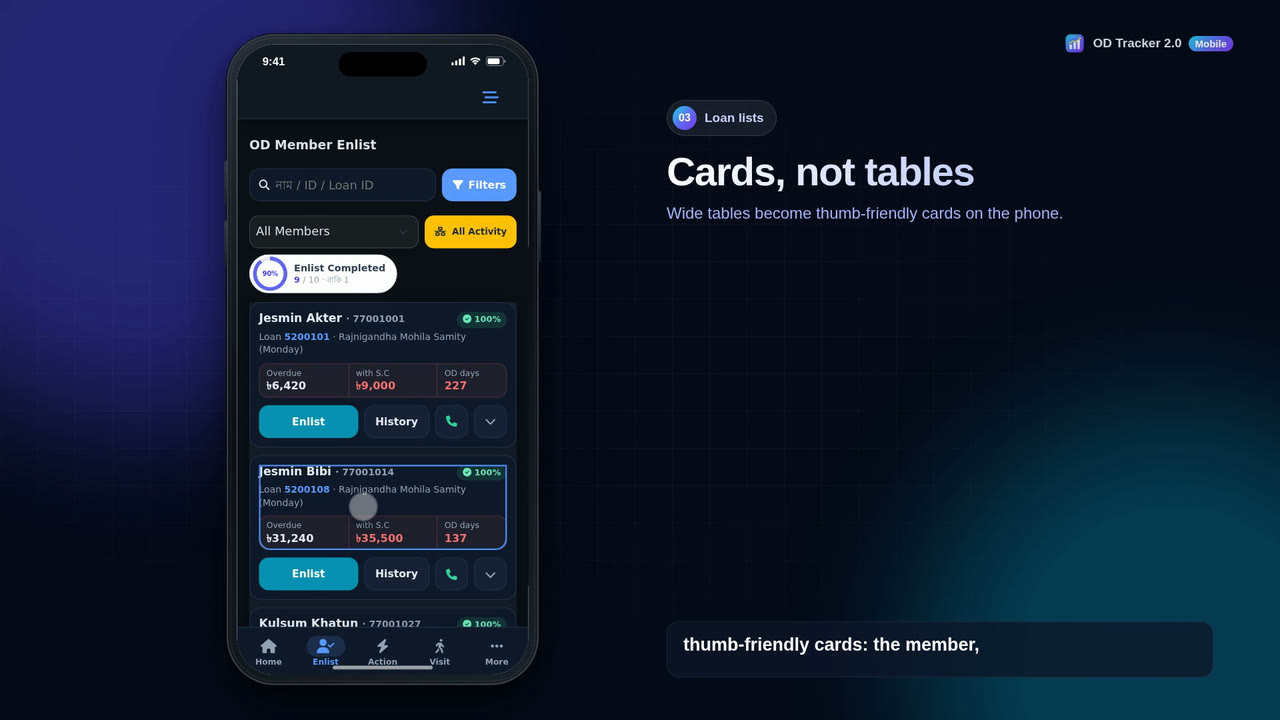 9:41
OD Member Enlist
নাম / ID / Loan ID
Filters
All Members
All Activity
90%
Enlist Completed
9 / 10 · বাকি 1
Jesmin Akter · 77001001
100%
Loan 5200101 · Rajnigandha Mohila Samity
(Monday)
Overdue
with S.C
OD days
৳6,420
৳9,000
227
Enlist
History
Jesmin Bibi · 77001014
100%
Loan 5200108 · Rajnigandha Mohila Samity
(Monday)
Overdue
with S.C
OD days
৳31,240
৳35,500
137
Enlist
History
Kulsum Khatun · 77001027
100%
Home
Enlist
Action
Visit
More
OD Tracker 2.0
Mobile
03
Loan lists
Cards, not tables
Wide tables become thumb-friendly cards on the phone.
thumb-friendly cards: the member,